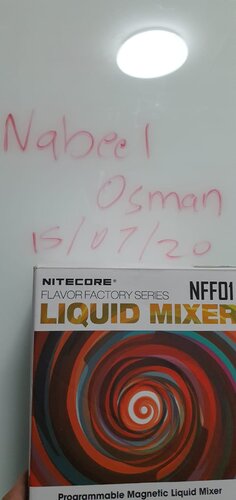 Nabeel
Osman
15/07/20
NITECORE®
FLAVOR FACTORY SERIES NFF01
LIQUID MIXER
Programmable Magnetic Liquid Mixer